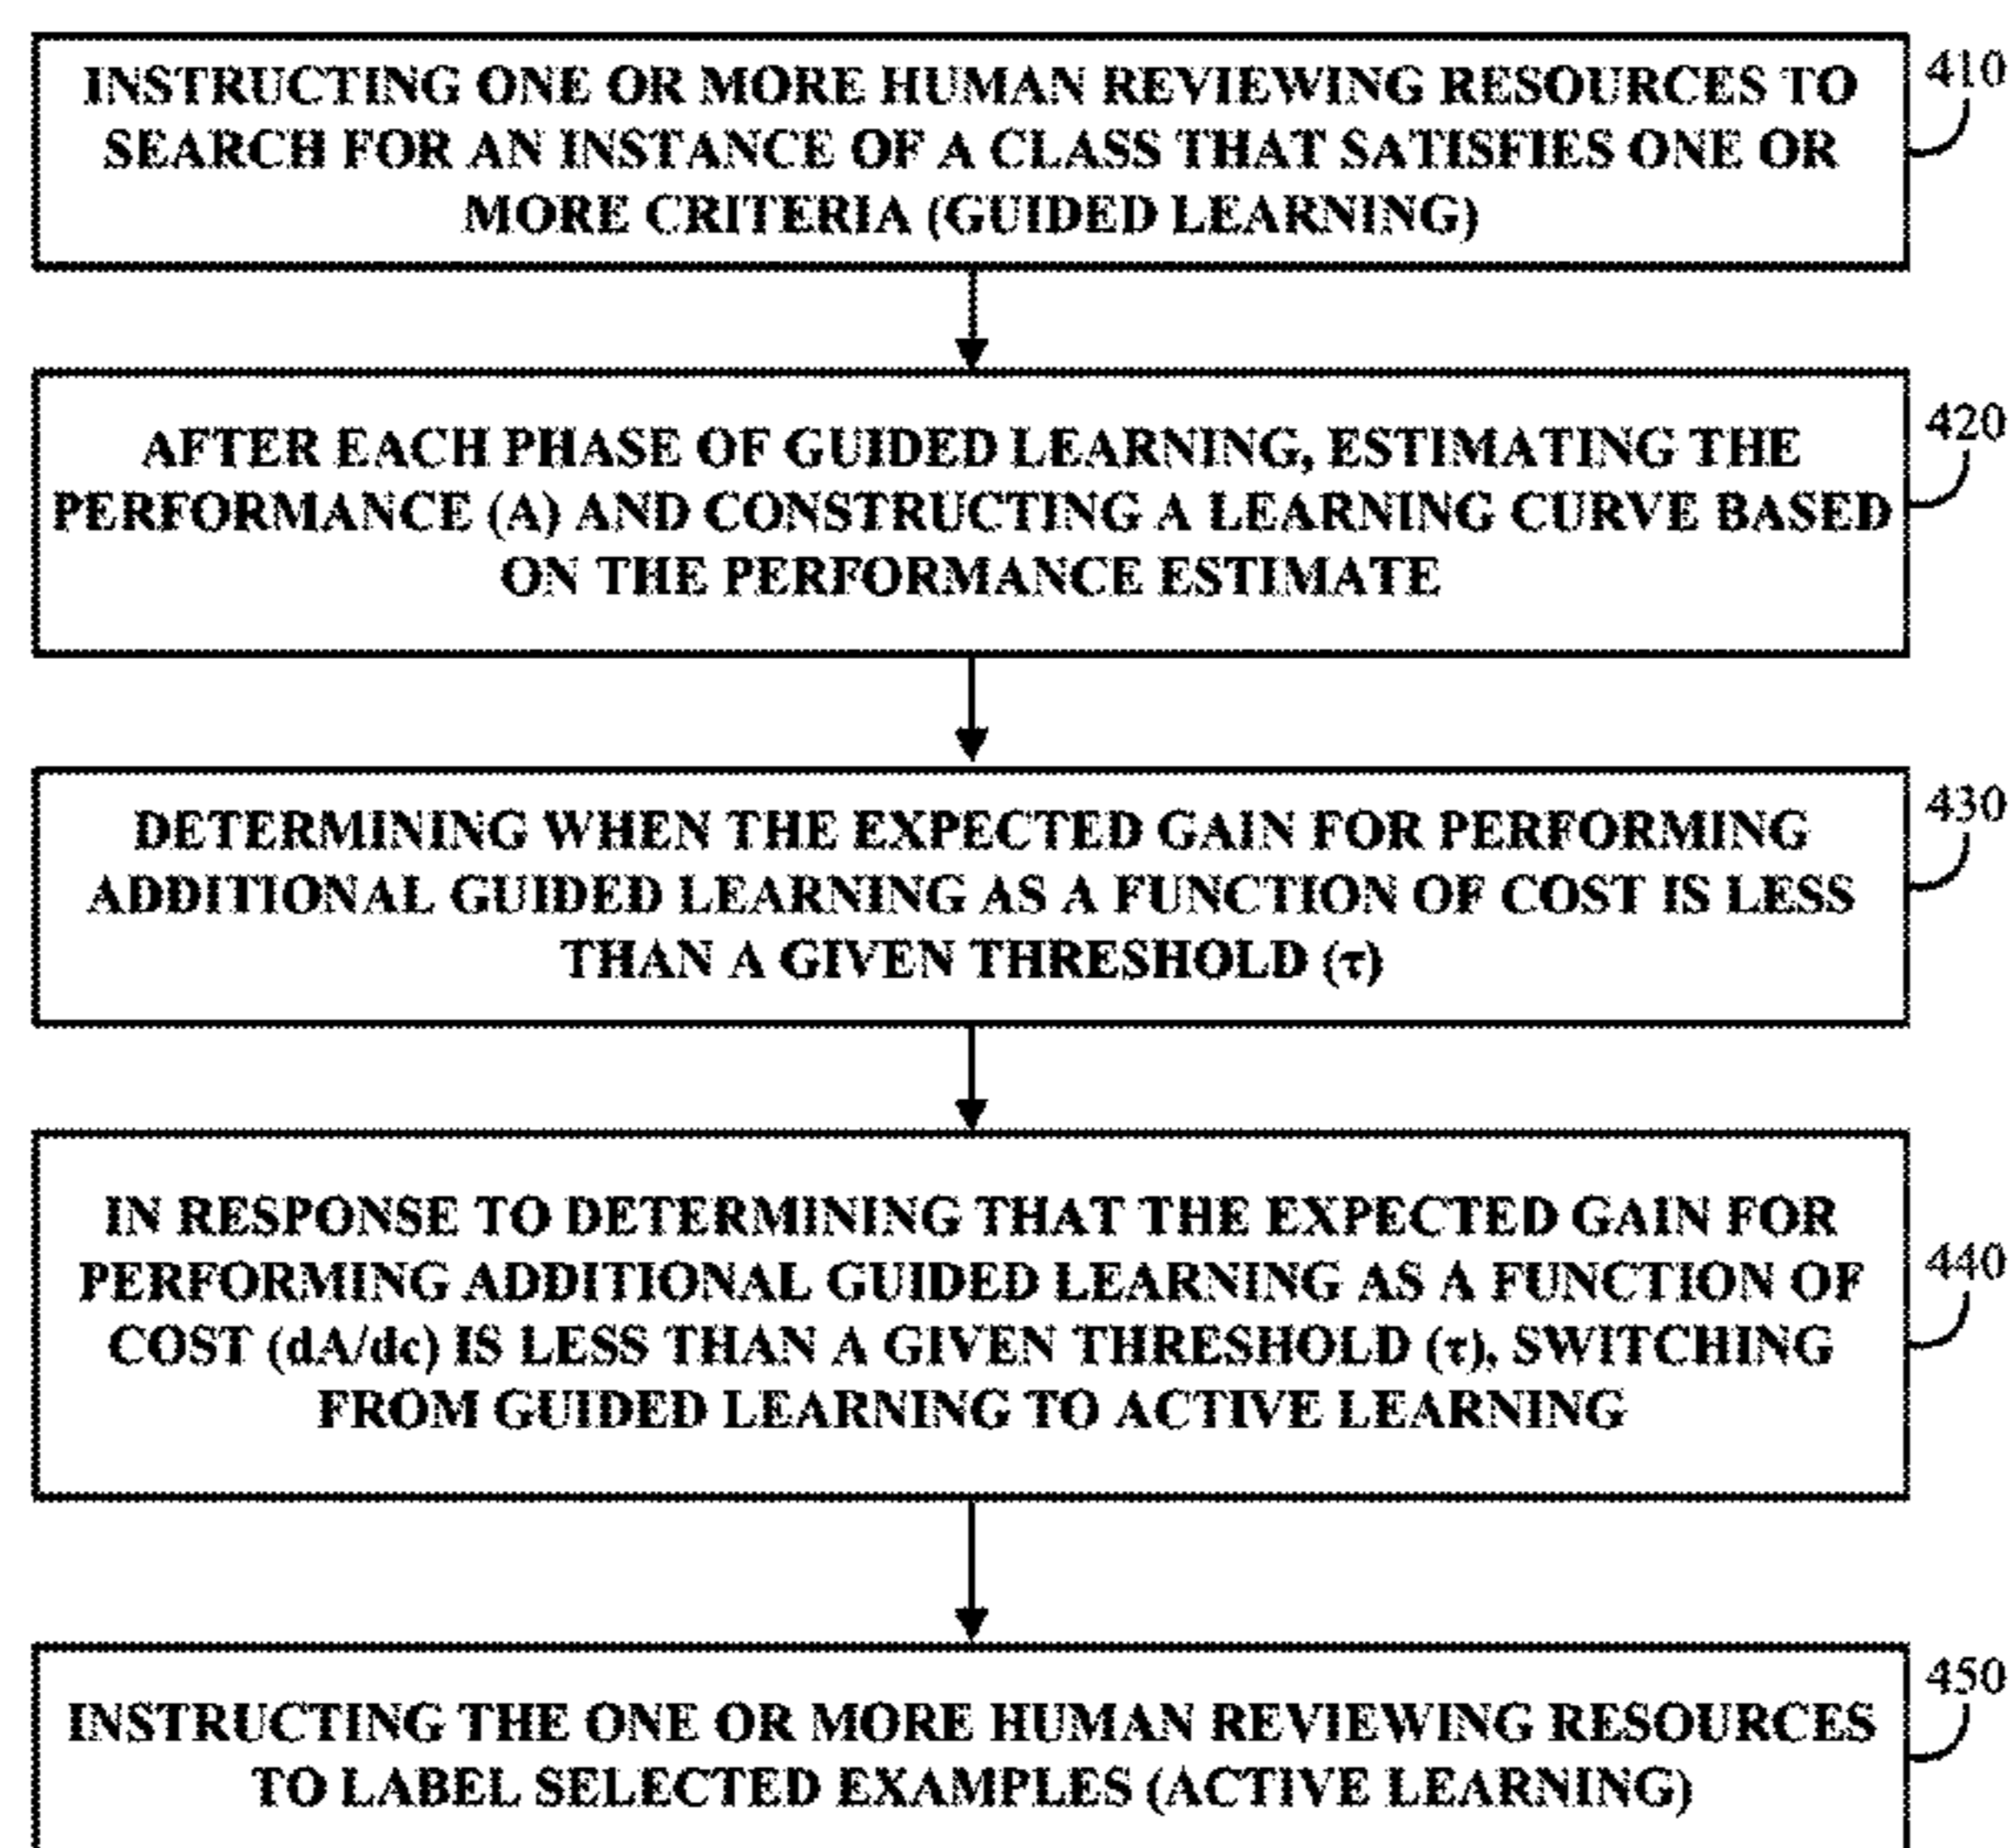 INSTRUCTING ONE OR MORE HUMAN REVIEWING RESOURCES TO
SEARCH FOR AN INSTANCE OF A CLASS THAT SATISFIES ONE OR
MORE CRITERIA (GUIDED LEARNING)
410
AFTER EACH PHASE OF GUIDED LEARNING, ESTIMATING THE
PERFORMANCE (A) AND CONSTRUCTING A LEARNING CURVE BASED
ON THE PERFORMANCE ESTIMATE
420
DETERMINING WHEN THE EXPECTED GAIN FOR PERFORMING
ADDITIONAL GUIDED LEARNING AS A FUNCTION OF COST IS LESS
THAN A GIVEN THRESHOLD (τ)
430
IN RESPONSE TO DETERMINING THAT THE EXPECTED GAIN FOR
PERFORMING ADDITIONAL GUIDED LEARNING AS A FUNCTION OF
COST (dA/dc) IS LESS THAN A GIVEN THRESHOLD (τ), SWITCHING
FROM GUIDED LEARNING TO ACTIVE LEARNING
440
INSTRUCTING THE ONE OR MORE HUMAN REVIEWING RESOURCES
TO LABEL SELECTED EXAMPLES (ACTIVE LEARNING)
450